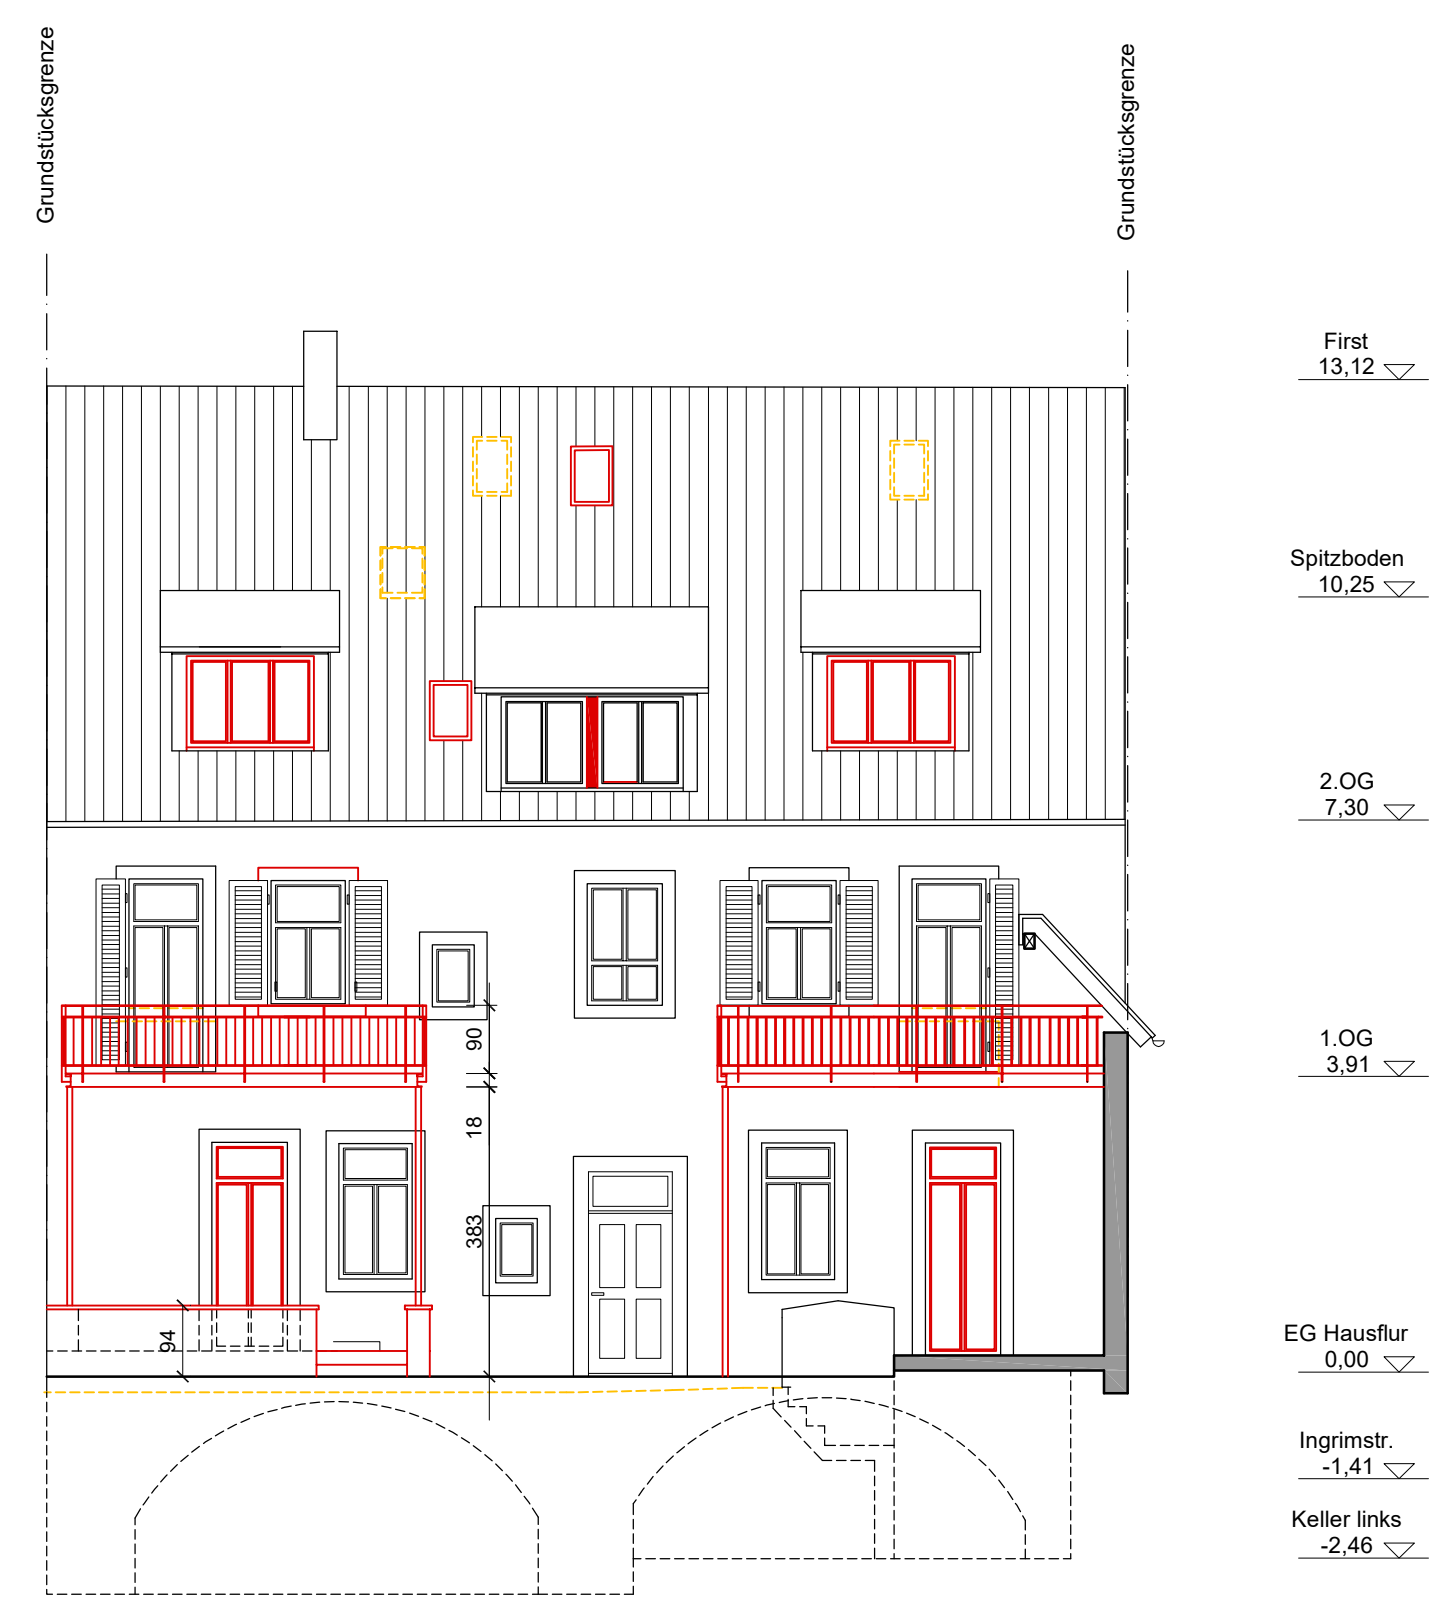 Grundstücksgrenze
Grundstücksgrenze
First
13,12
Spitzboden
10,25
2.OG
7,30
1.OG
3,91
90
18
383
94
EG Hausflur
0,00
Ingrimstr.
-1,41
Keller links
-2,46